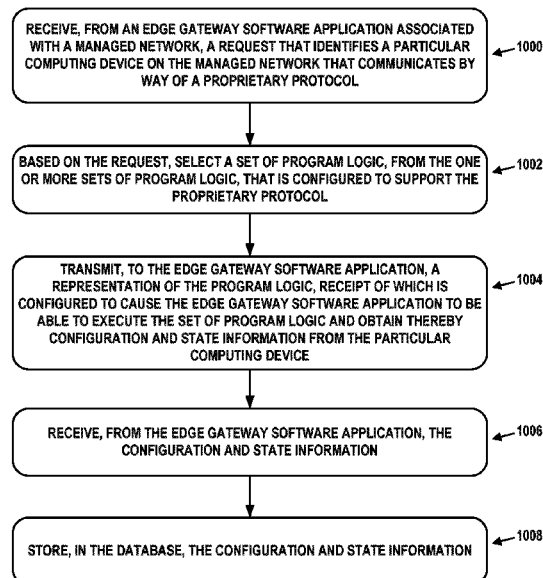 RECEIVE, FROM AN EDGE GATEWAY SOFTWARE APPLICATION ASSOCIATED
WITH A MANAGED NETWORK, A REQUEST THAT IDENTIFIES A PARTICULAR
COMPUTING DEVICE ON THE MANAGED NETWORK THAT COMMUNICATES BY
WAY OF A PROPRIETARY PROTOCOL
1000
BASED ON THE REQUEST, SELECT A SET OF PROGRAM LOGIC, FROM THE ONE
OR MORE SETS OF PROGRAM LOGIC, THAT IS CONFIGURED TO SUPPORT THE
PROPRIETARY PROTOCOL
1002
TRANSMIT, TO THE EDGE GATEWAY SOFTWARE APPLICATION, A
REPRESENTATION OF THE PROGRAM LOGIC, RECEIPT OF WHICH IS
CONFIGURED TO CAUSE THE EDGE GATEWAY SOFTWARE APPLICATION TO BE
ABLE TO EXECUTE THE SET OF PROGRAM LOGIC AND OBTAIN THEREBY
CONFIGURATION AND STATE INFORMATION FROM THE PARTICULAR
COMPUTING DEVICE
1004
RECEIVE, FROM THE EDGE GATEWAY SOFTWARE APPLICATION, THE
CONFIGURATION AND STATE INFORMATION
1006
STORE, IN THE DATABASE, THE CONFIGURATION AND STATE INFORMATION
1008